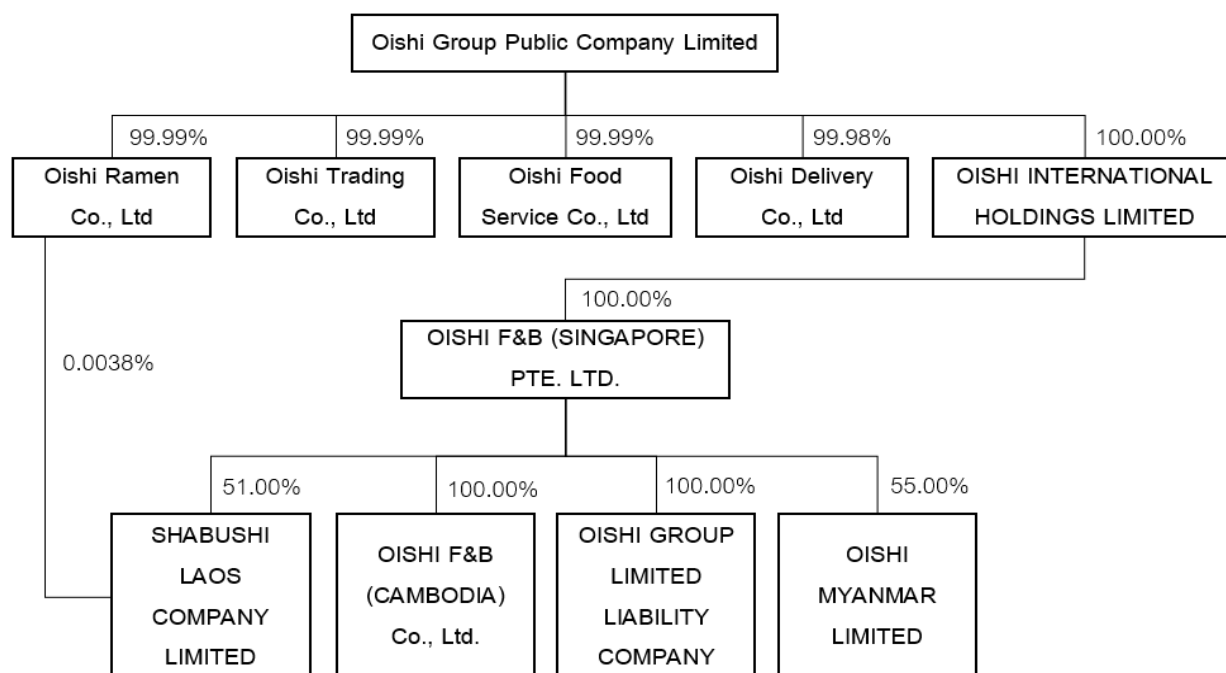 Oishi Group Public Company Limited
99.99%
99.99%
99.99%
99.98%
100.00%
Oishi Ramen
Co., Ltd
Oishi Trading
Co., Ltd
Oishi Food
Service Co., Ltd
Oishi Delivery
Co., Ltd
OISHI INTERNATIONAL
HOLDINGS LIMITED
100.00%
OISHI F&B (SINGAPORE)
PTE. LTD.
0.0038%
51.00%
100.00%
100.00%
55.00%
SHABUSHI
LAOS
COMPANY
LIMITED
OISHI F&B
(CAMBODIA)
Co., Ltd.
OISHI GROUP
LIMITED
LIABILITY
COMPANY
OISHI
MYANMAR
LIMITED